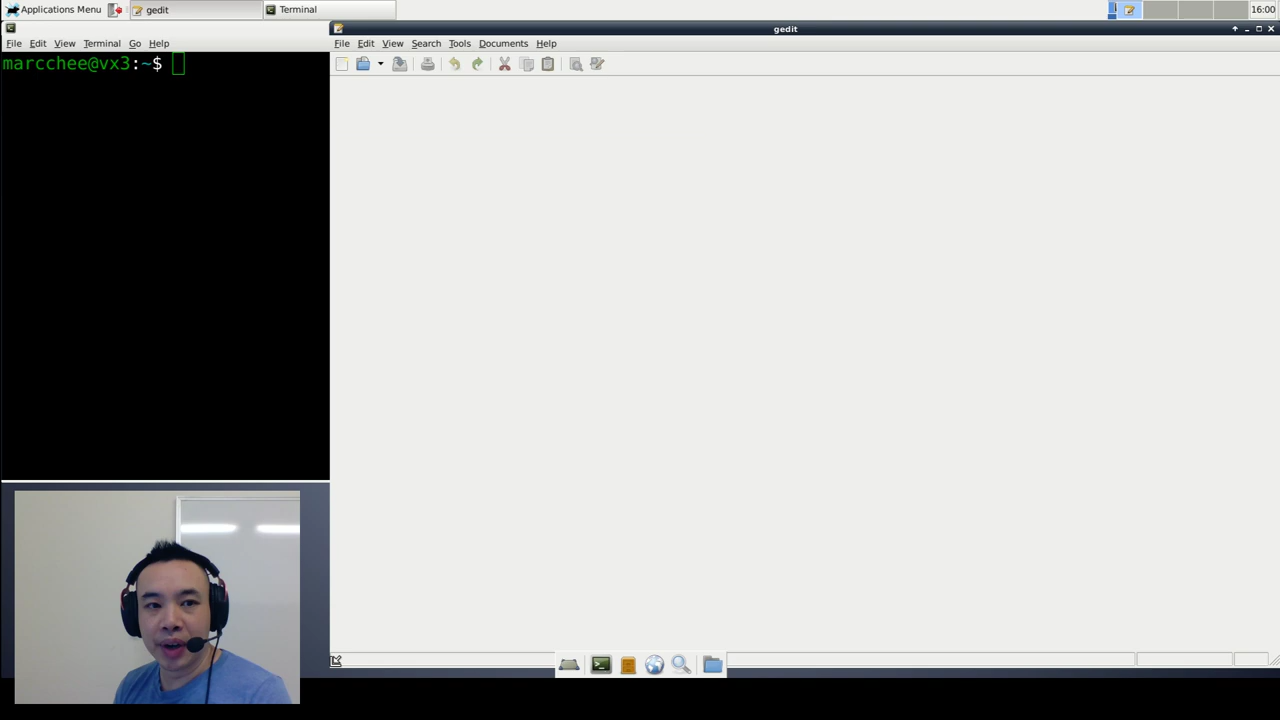 Applications Menu gedit Terminal 16:00
gedit
File Edit View Terminal Go Help
File Edit View Search Tools Documents Help
marcchee@vx3:~$